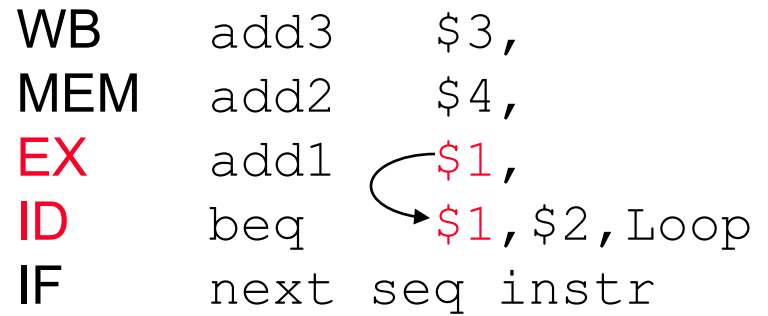 WB add3 $3,
MEM add2 $4,
EX add1 $1,
ID beq $1,$2,Loop
IF next seq instr